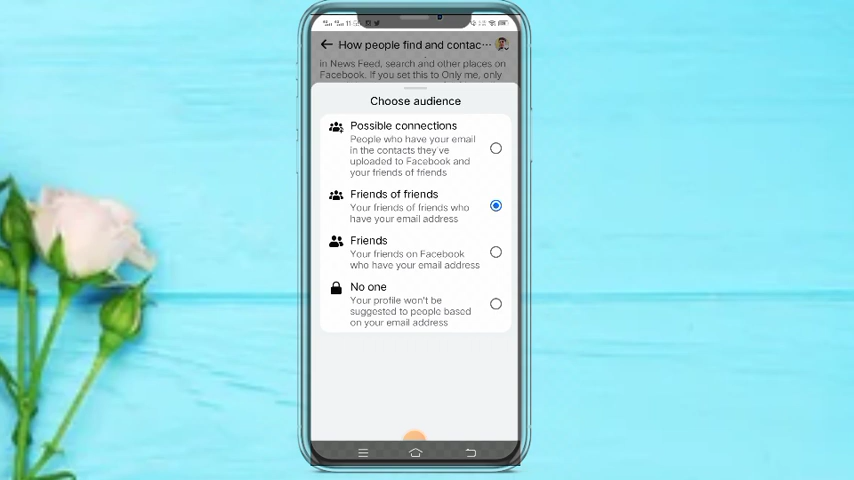 How people find and contac···
in News Feed, search and other places on
Facebook. If you set this to Only me, only
Choose audience
Possible connections
People who have your email
in the contacts they've
uploaded to Facebook and
your friends of friends
Friends of friends
Your friends of friends who
have your email address
Friends
Your friends on Facebook
who have your email address
No one
Your profile won't be
suggested to people based
on your email address